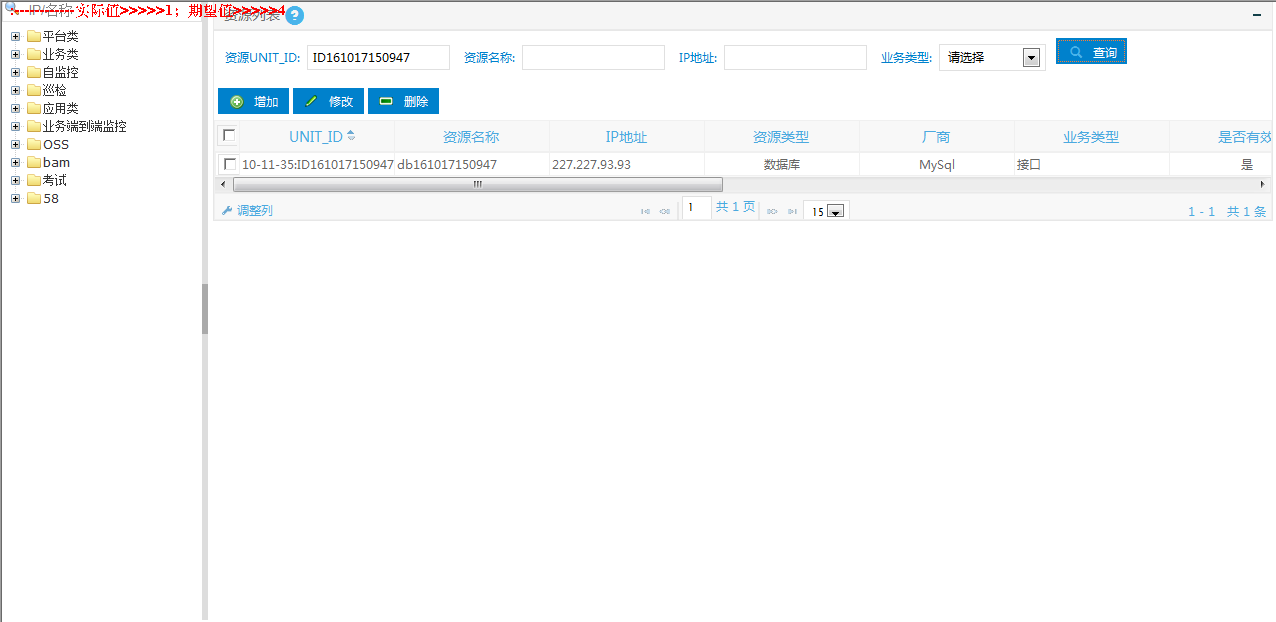 IP/名称
----------实际值>>>>>1；期望值>>>>>4
资源列表
平台类
业务类
自监控
巡检
应用类
业务端到端监控
OSS
bam
考试
58
资源UNIT_ID: ID161017150947 资源名称: IP地址: 业务类型: 请选择 查询
增加 修改 删除
UNIT_ID 资源名称 IP地址 资源类型 厂商 业务类型 是否有效
10-11-35:ID161017150947 db161017150947 227.227.93.93 数据库 MySql 接口 是
调整列 1 共 1 页 15 1 - 1 共 1 条